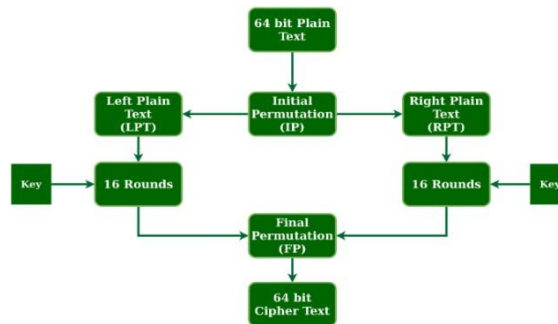 64 bit Plain
Text
Left Plain
Text
(LPT)
Initial
Permutation
(IP)
Right Plain
Text
(RPT)
Key
16 Rounds
16 Rounds
Key
Final
Permutation
(FP)
64 bit
Cipher Text